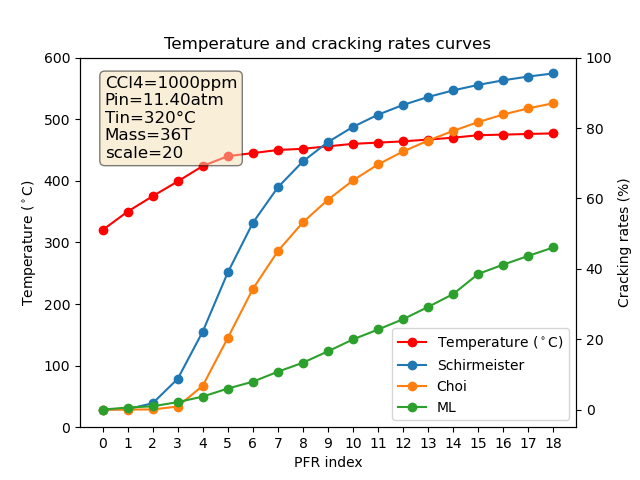 Temperature and cracking rates curves
CCl4=1000ppm
Pin=11.40atm
Tin=320°C
Mass=36T
scale=20
600
500
400
300
200
100
0
Temperature (°C)
100
80
60
40
20
0
Cracking rates (%)
Temperature (°C)
Schirmeister
Choi
ML
0 1 2 3 4 5 6 7 8 9 10 11 12 13 14 15 16 17 18
PFR index